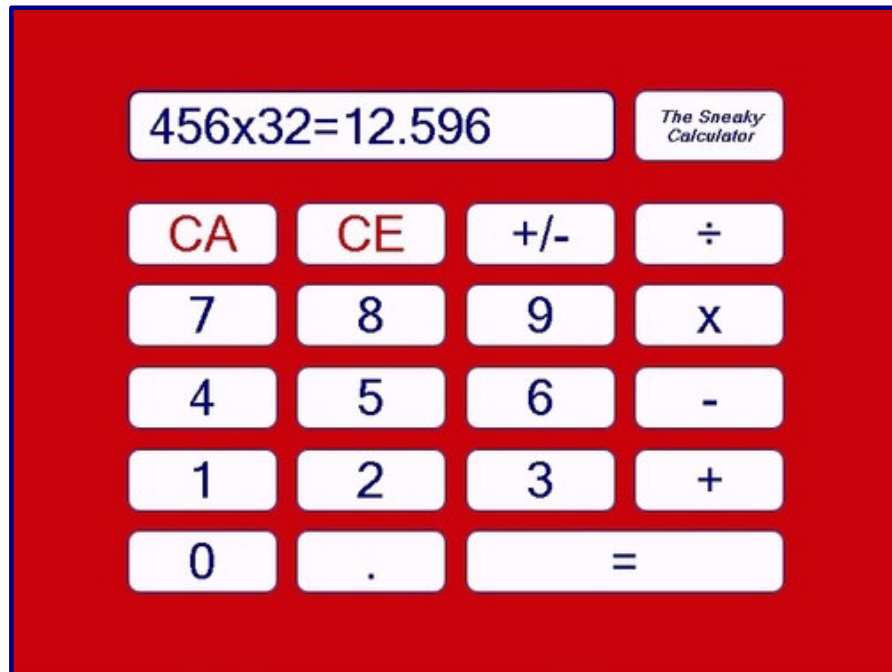 456x32=12.596
The Sneaky
Calculator
CA CE +/- ÷
7 8 9 x
4 5 6 -
1 2 3 +
0 . =